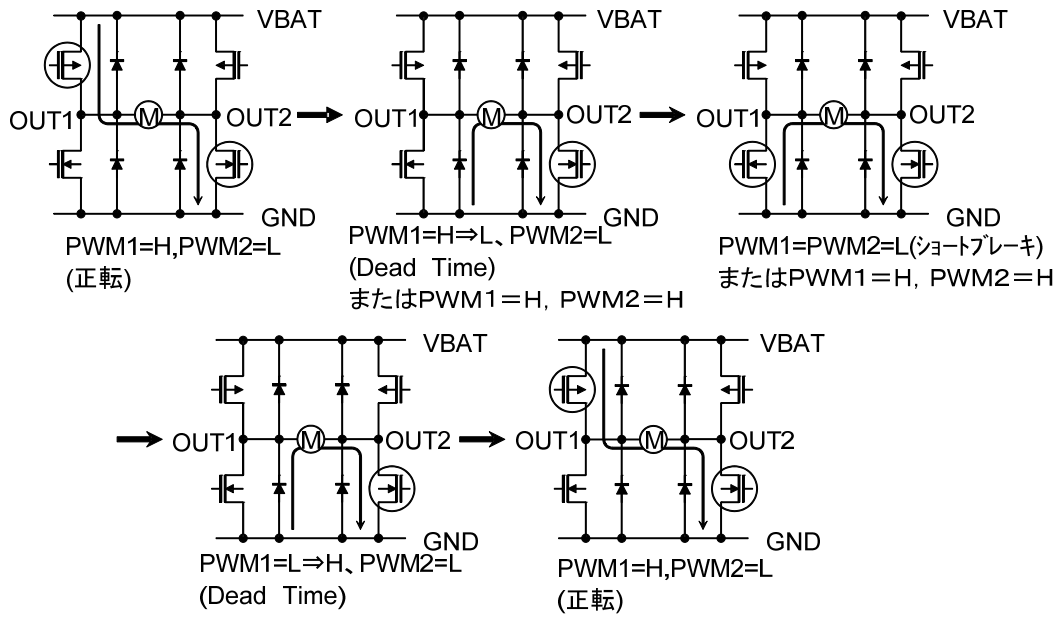 VBAT
OUT1
M
OUT2
GND
PWM1=H,PWM2=L
(正転)
VBAT
OUT1
M
OUT2
GND
PWM1=H⇒L、PWM2=L
(Dead Time)
またはＰＷＭ１＝Ｈ，ＰＷＭ２＝Ｈ
VBAT
OUT1
M
OUT2
GND
PWM1=PWM2=L(ｼｮｰﾄﾌﾞﾚｰｷ)
またはＰＷＭ１＝Ｈ，ＰＷＭ２＝Ｈ
VBAT
OUT1
M
OUT2
GND
PWM1=L⇒H、PWM2=L
(Dead Time)
VBAT
OUT1
M
OUT2
GND
PWM1=H,PWM2=L
(正転)